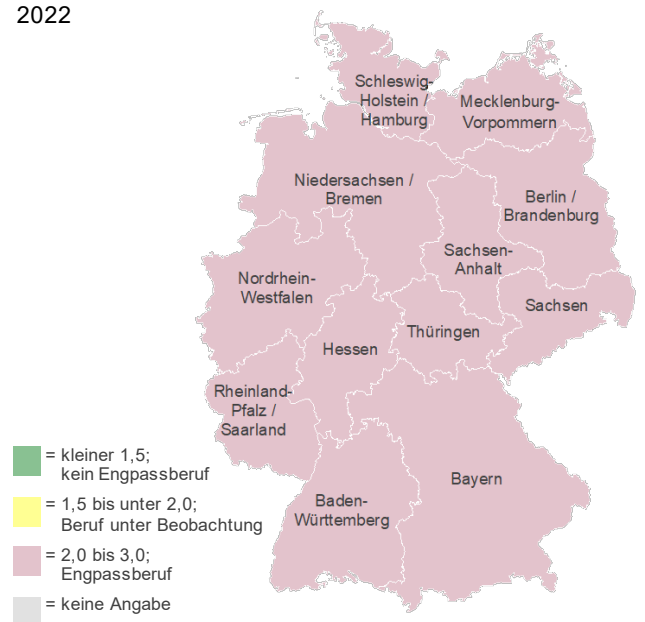 2022
Schleswig-
Holstein /
Hamburg
Mecklenburg-
Vorpommern
Niedersachsen /
Bremen
Berlin /
Brandenburg
Sachsen-
Anhalt
Nordrhein-
Westfalen
Sachsen
Thüringen
Hessen
Rheinland-
Pfalz /
Saarland
Bayern
Baden-
Württemberg
= kleiner 1,5;
kein Engpassberuf
= 1,5 bis unter 2,0;
Beruf unter Beobachtung
= 2,0 bis 3,0;
Engpassberuf
= keine Angabe